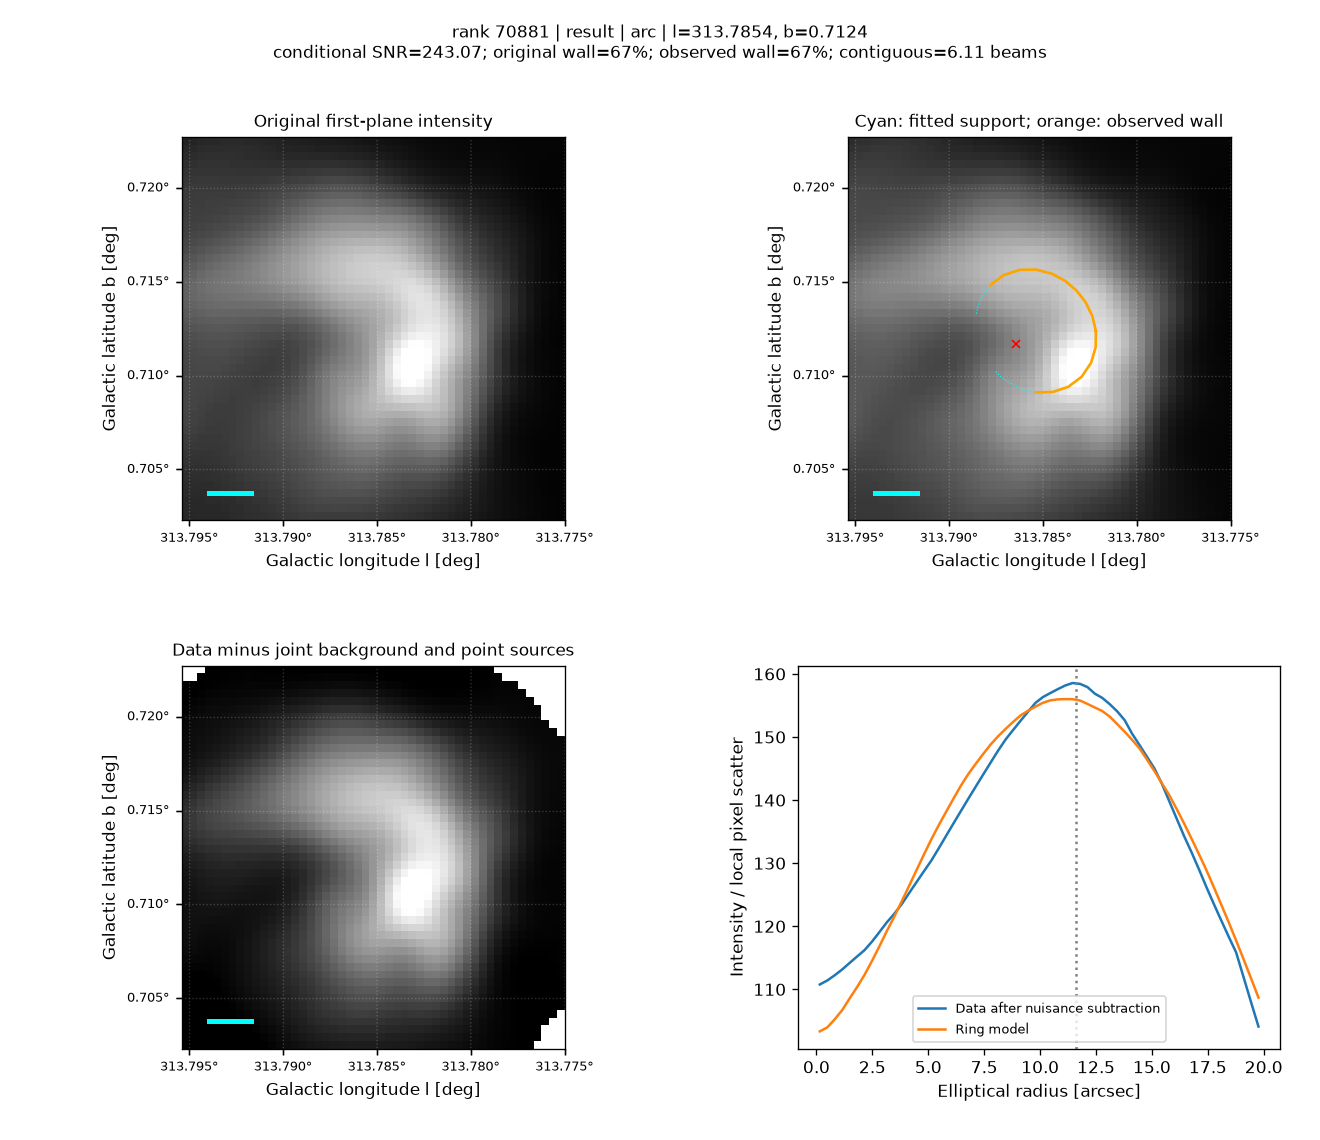 rank 70881 | result | arc | l=313.7854, b=0.7124
conditional SNR=243.07; original wall=67%; observed wall=67%; contiguous=6.11 beams
Original first-plane intensity
0.720°
0.715°
0.710°
0.705°
Galactic latitude b [deg]
313.795° 313.790° 313.785° 313.780° 313.775°
Galactic longitude l [deg]
Cyan: fitted support; orange: observed wall
0.720°
0.715°
0.710°
0.705°
Galactic latitude b [deg]
313.795° 313.790° 313.785° 313.780° 313.775°
Galactic longitude l [deg]
Data minus joint background and point sources
0.720°
0.715°
0.710°
0.705°
Galactic latitude b [deg]
313.795° 313.790° 313.785° 313.780° 313.775°
Galactic longitude l [deg]
160
150
140
130
120
110
Intensity / local pixel scatter
Data after nuisance subtraction
Ring model
0.0 2.5 5.0 7.5 10.0 12.5 15.0 17.5 20.0
Elliptical radius [arcsec]